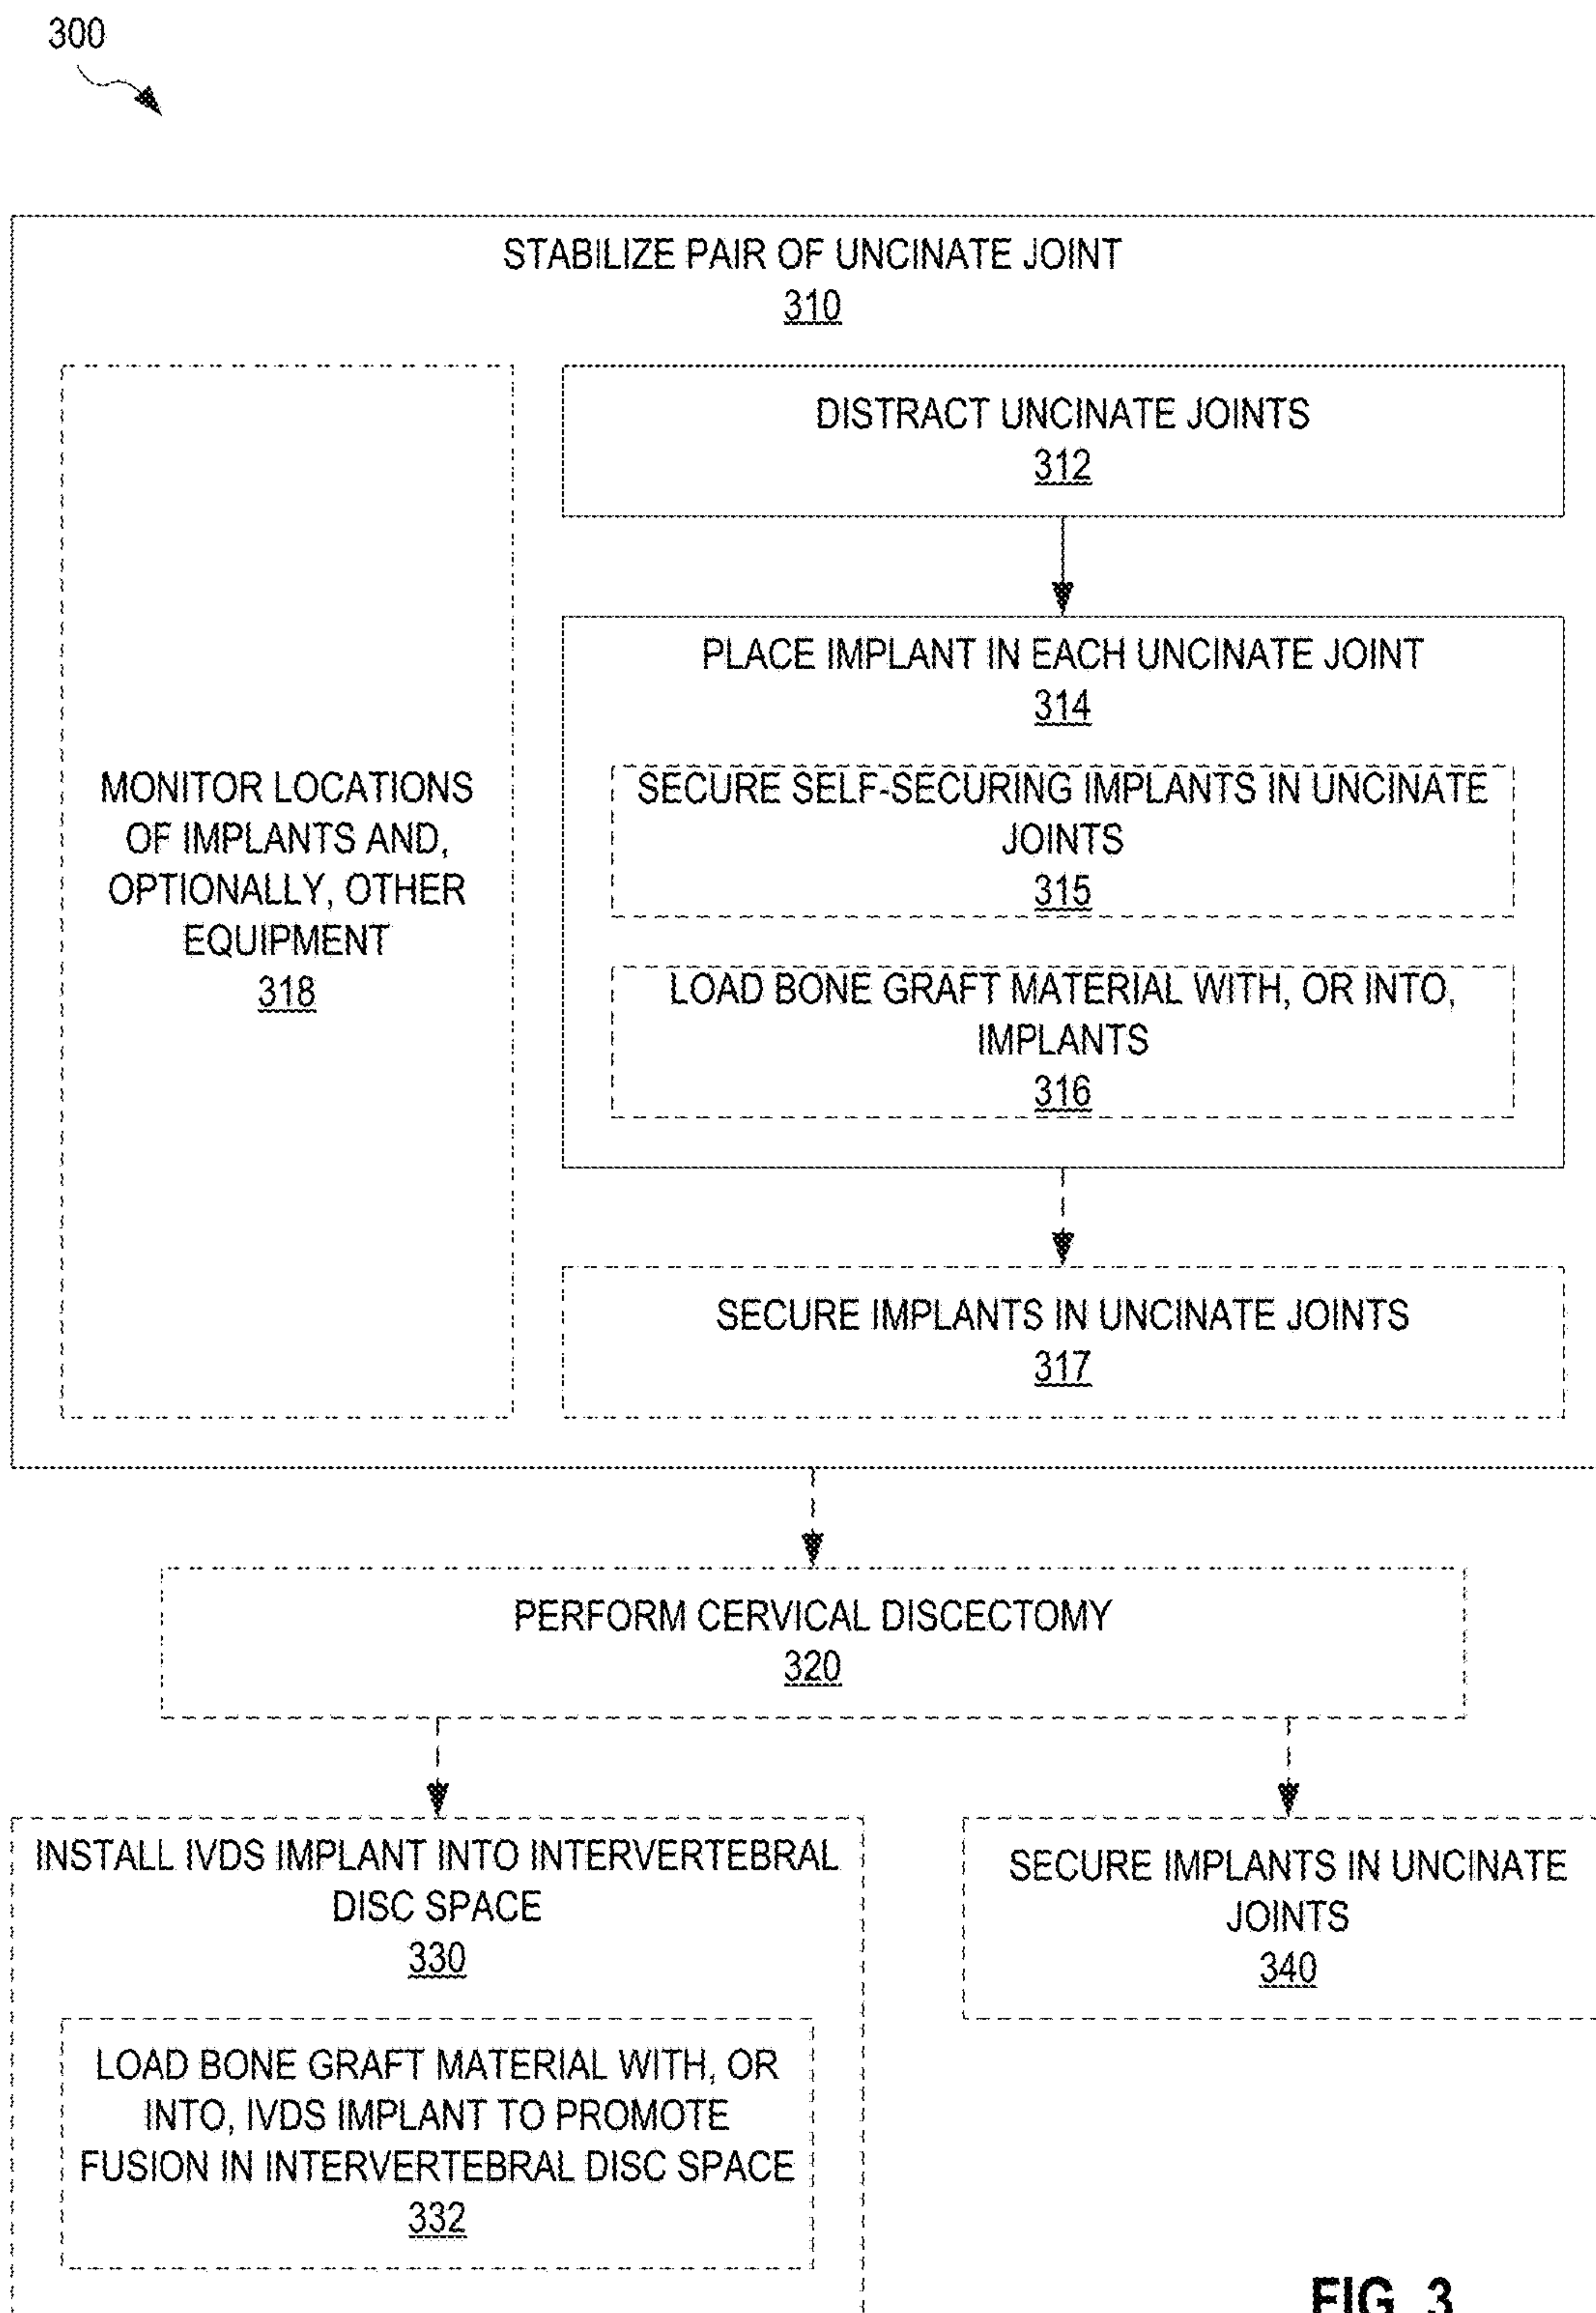 300
STABILIZE PAIR OF UNCINATE JOINT
310
DISTRACT UNCINATE JOINTS
312
PLACE IMPLANT IN EACH UNCINATE JOINT
314
SECURE SELF-SECURING IMPLANTS IN UNCINATE
JOINTS
315
LOAD BONE GRAFT MATERIAL WITH, OR INTO,
IMPLANTS
316
MONITOR LOCATIONS
OF IMPLANTS AND,
OPTIONALLY, OTHER
EQUIPMENT
318
SECURE IMPLANTS IN UNCINATE JOINTS
317
PERFORM CERVICAL DISCECTOMY
320
INSTALL IVDS IMPLANT INTO INTERVERTEBRAL
DISC SPACE
330
LOAD BONE GRAFT MATERIAL WITH, OR
INTO, IVDS IMPLANT TO PROMOTE
FUSION IN INTERVERTEBRAL DISC SPACE
332
SECURE IMPLANTS IN UNCINATE
JOINTS
340
FIG. 3